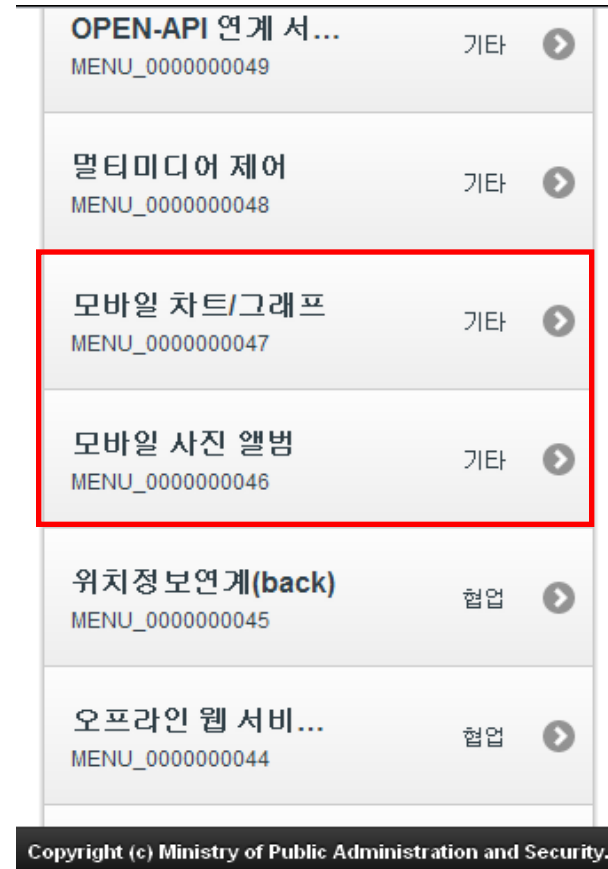 OPEN-API 연계 서...
MENU_0000000049
기타
멀티미디어 제어
MENU_0000000048
기타
모바일 차트/그래프
MENU_0000000047
기타
모바일 사진 앨범
MENU_0000000046
기타
위치정보연계(back)
MENU_0000000045
협업
오프라인 웹 서비...
MENU_0000000044
협업
Copyright (c) Ministry of Public Administration and Security.